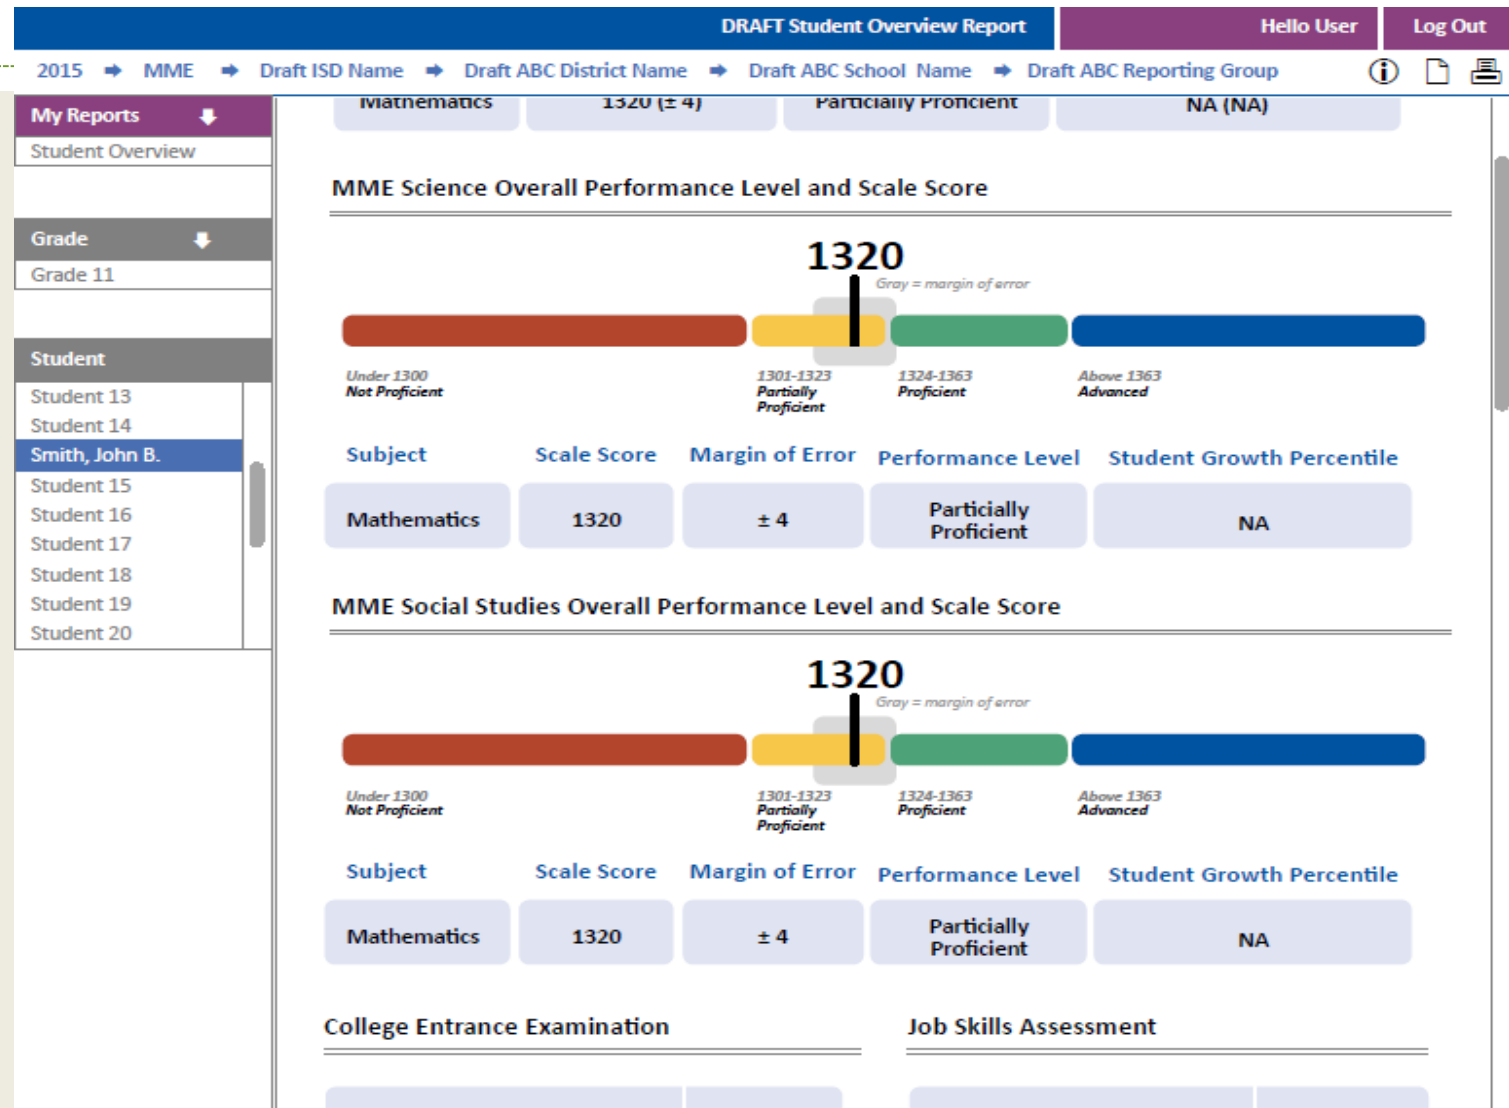 DRAFT Student Overview Report
Hello User
Log Out
2015 MME Draft ISD Name Draft ABC District Name Draft ABC School Name Draft ABC Reporting Group
My Reports
Student Overview
Grade
Grade 11
Student
Student 13
Student 14
Smith, John B.
Student 15
Student 16
Student 17
Student 18
Student 19
Student 20
Mathematics 1320 (± 4) Particially Proficient NA (NA)
MME Science Overall Performance Level and Scale Score
1320
Gray = margin of error
Under 1300 1301-1323 1324-1363 Above 1363
Not Proficient Partially Proficient Advanced
Proficient
Subject Scale Score Margin of Error Performance Level Student Growth Percentile
Mathematics 1320 ± 4 Particially NA
Proficient
MME Social Studies Overall Performance Level and Scale Score
1320
Gray = margin of error
Under 1300 1301-1323 1324-1363 Above 1363
Not Proficient Partially Proficient Advanced
Proficient
Subject Scale Score Margin of Error Performance Level Student Growth Percentile
Mathematics 1320 ± 4 Particially NA
Proficient
College Entrance Examination Job Skills Assessment